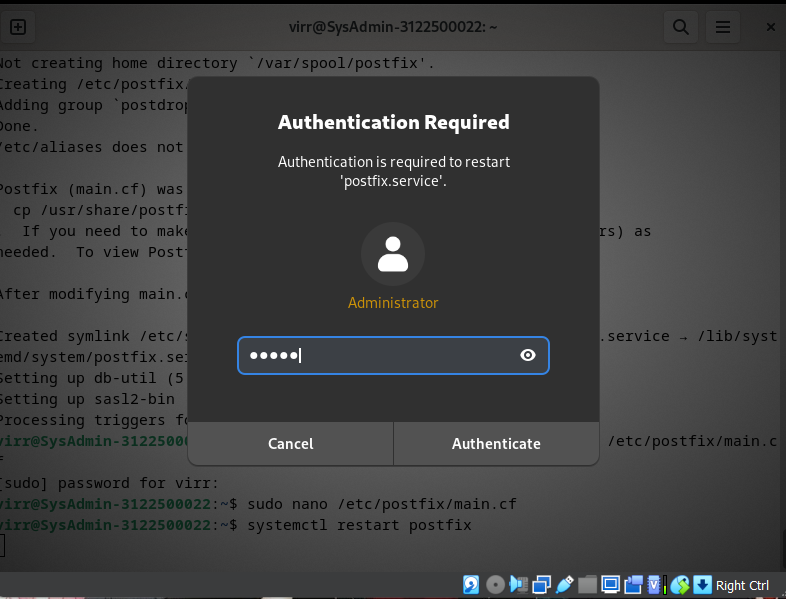 virr@SysAdmin-3122500022: ~
Not creating home directory `/var/spool/postfix'.
Creating /etc/postfix
Adding group `postdrop
Done.
/etc/aliases does not
Postfix (main.cf) was
cp /usr/share/postfi
. If you need to make rs) as
needed. To view Postf
After modifying main.c
Created symlink /etc/s .service → /lib/syst
emd/system/postfix.se
Setting up db-util (5
Setting up sasl2-bin
Processing triggers fo
virr@SysAdmin-31225000 /etc/postfix/main.c
f
[sudo] password for virr:
virr@SysAdmin-3122500022:~$ sudo nano /etc/postfix/main.cf
virr@SysAdmin-3122500022:~$ systemctl restart postfix
Authentication Required
Authentication is required to restart
'postfix.service'.
Administrator
●●●●●
Cancel Authenticate
Right Ctrl